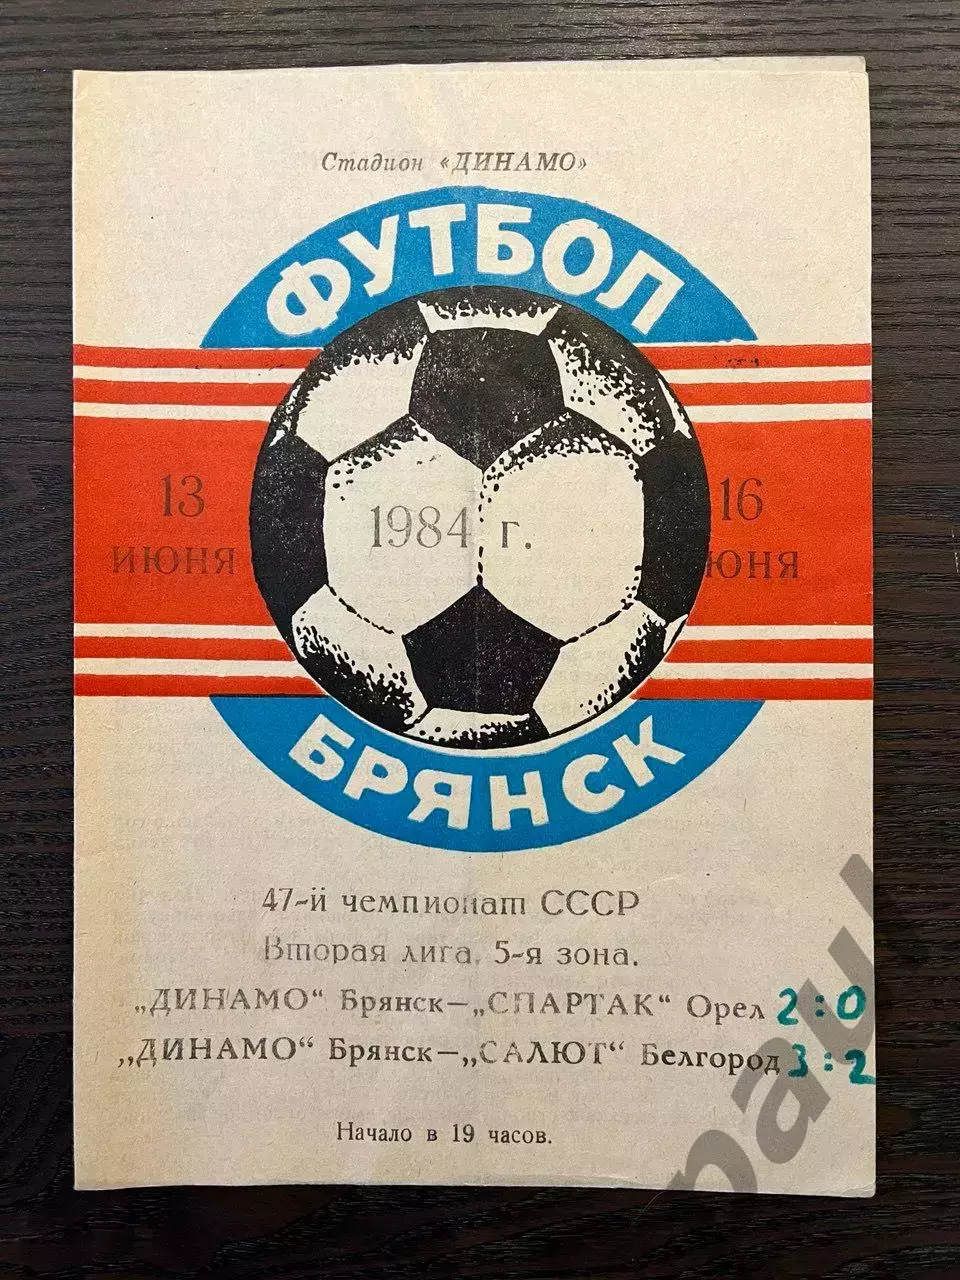 Стадион «ДИНАМО»
ФУТБОЛ
13
ИЮНЯ
1984 г.
16
ЮНЯ
БРЯНСК
47-й чемпионат СССР
Вторая лига, 5-я зона.
„ДИНАМО“ Брянск—„СПАРТАК“ Орел 2:0
„ДИНАМО“ Брянск—„САЛЮТ“ Белгород 3:2
Начало в 19 часов.